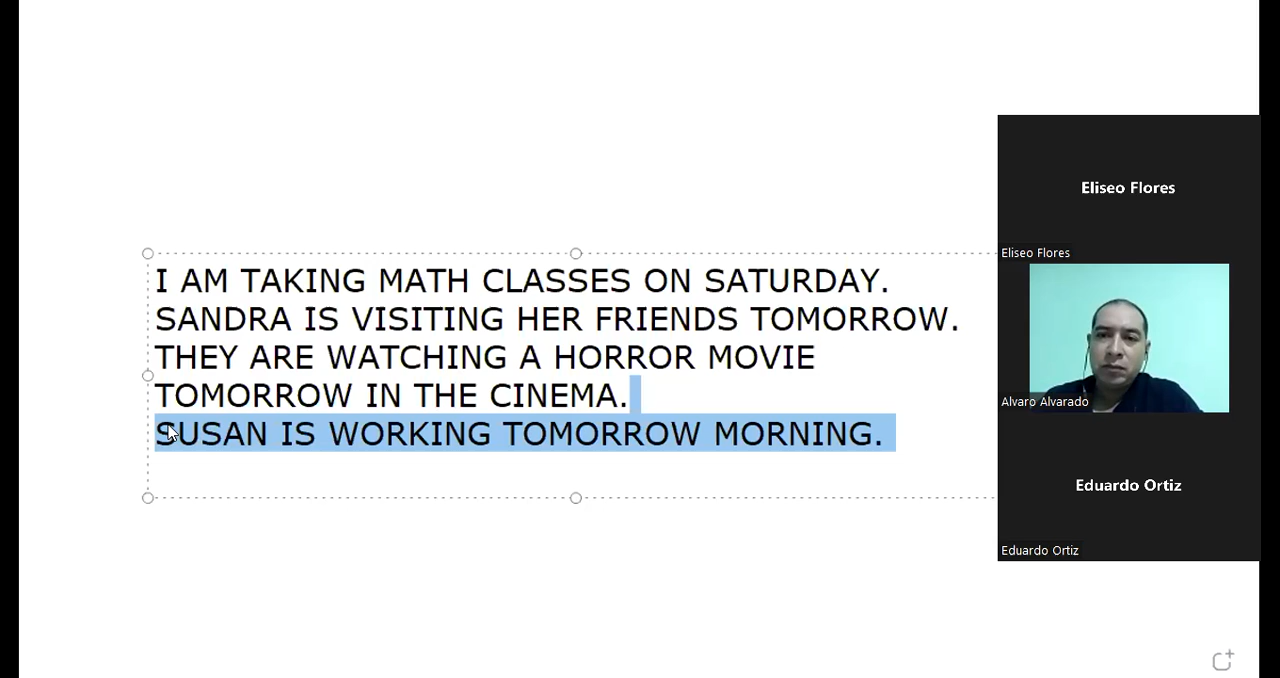 I AM TAKING MATH CLASSES ON SATURDAY.
SANDRA IS VISITING HER FRIENDS TOMORROW.
THEY ARE WATCHING A HORROR MOVIE
TOMORROW IN THE CINEMA.
SUSAN IS WORKING TOMORROW MORNING.
Eliseo Flores
Eliseo Flores
Alvaro Alvarado
Eduardo Ortiz
Eduardo Ortiz